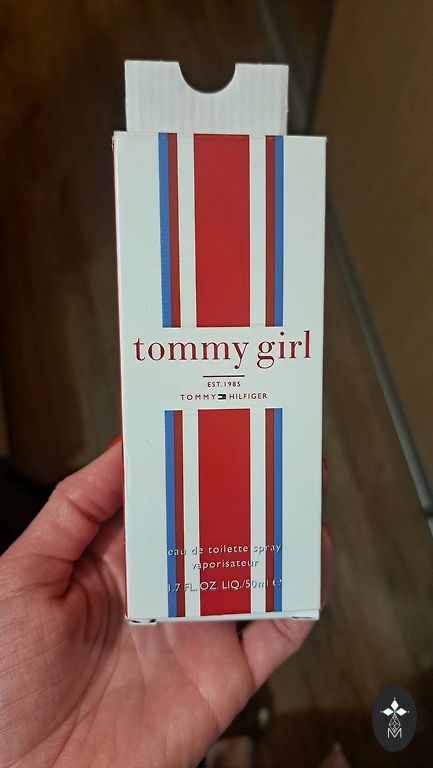 tommy girl
EST. 1985
TOMMY HILFIGER
eau de toilette spray
vaporisateur
1.7 FL. OZ. LIQ./50ml ℮
M